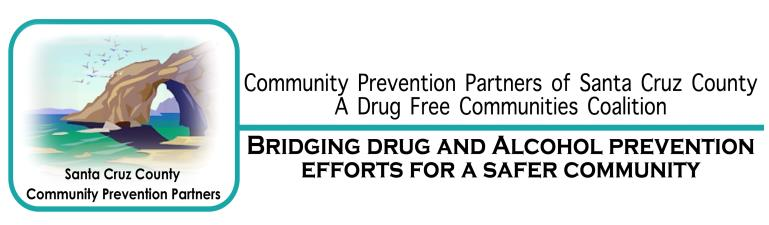 Santa Cruz County
Community Prevention Partners
Community Prevention Partners of Santa Cruz County
A Drug Free Communities Coalition
BRIDGING DRUG AND ALCOHOL PREVENTION
EFFORTS FOR A SAFER COMMUNITY